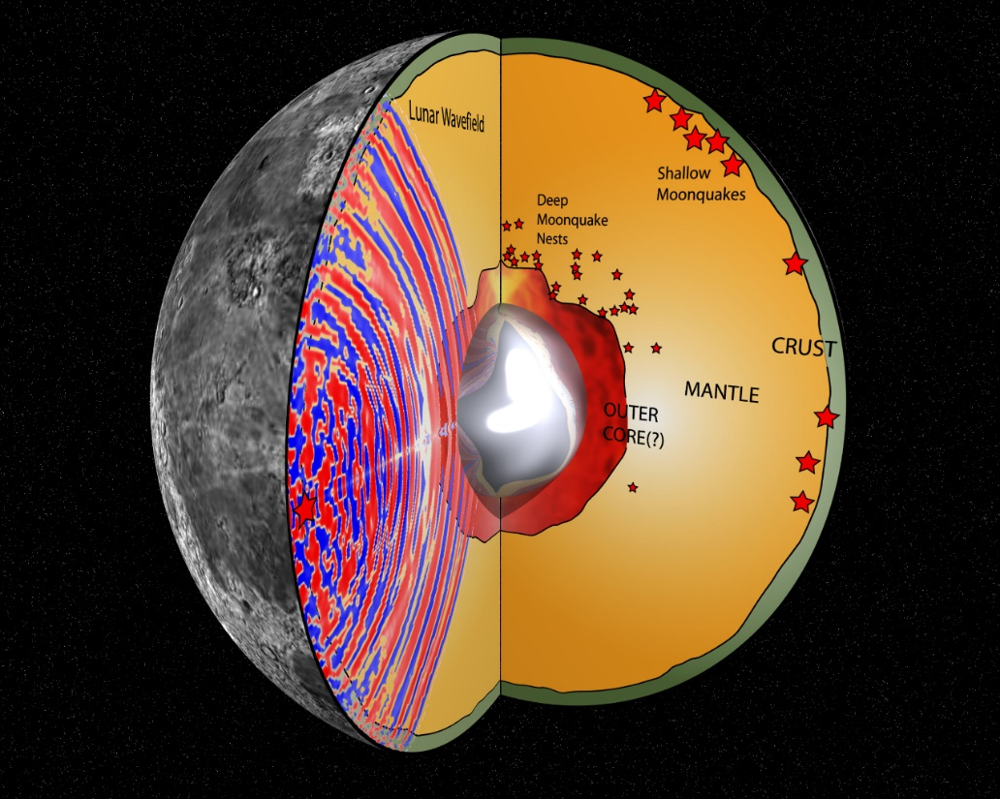 Lunar Wavefield
Shallow
Moonquakes
Deep
Moonquake
Nests
CRUST
MANTLE
OUTER
CORE(?)